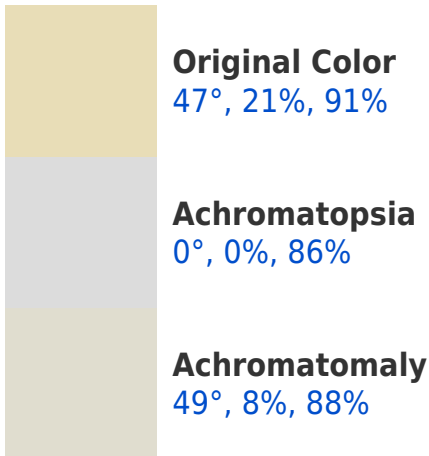 Original Color
47°, 21%, 91%
Achromatopsia
0°, 0%, 86%
Achromatomaly
49°, 8%, 88%